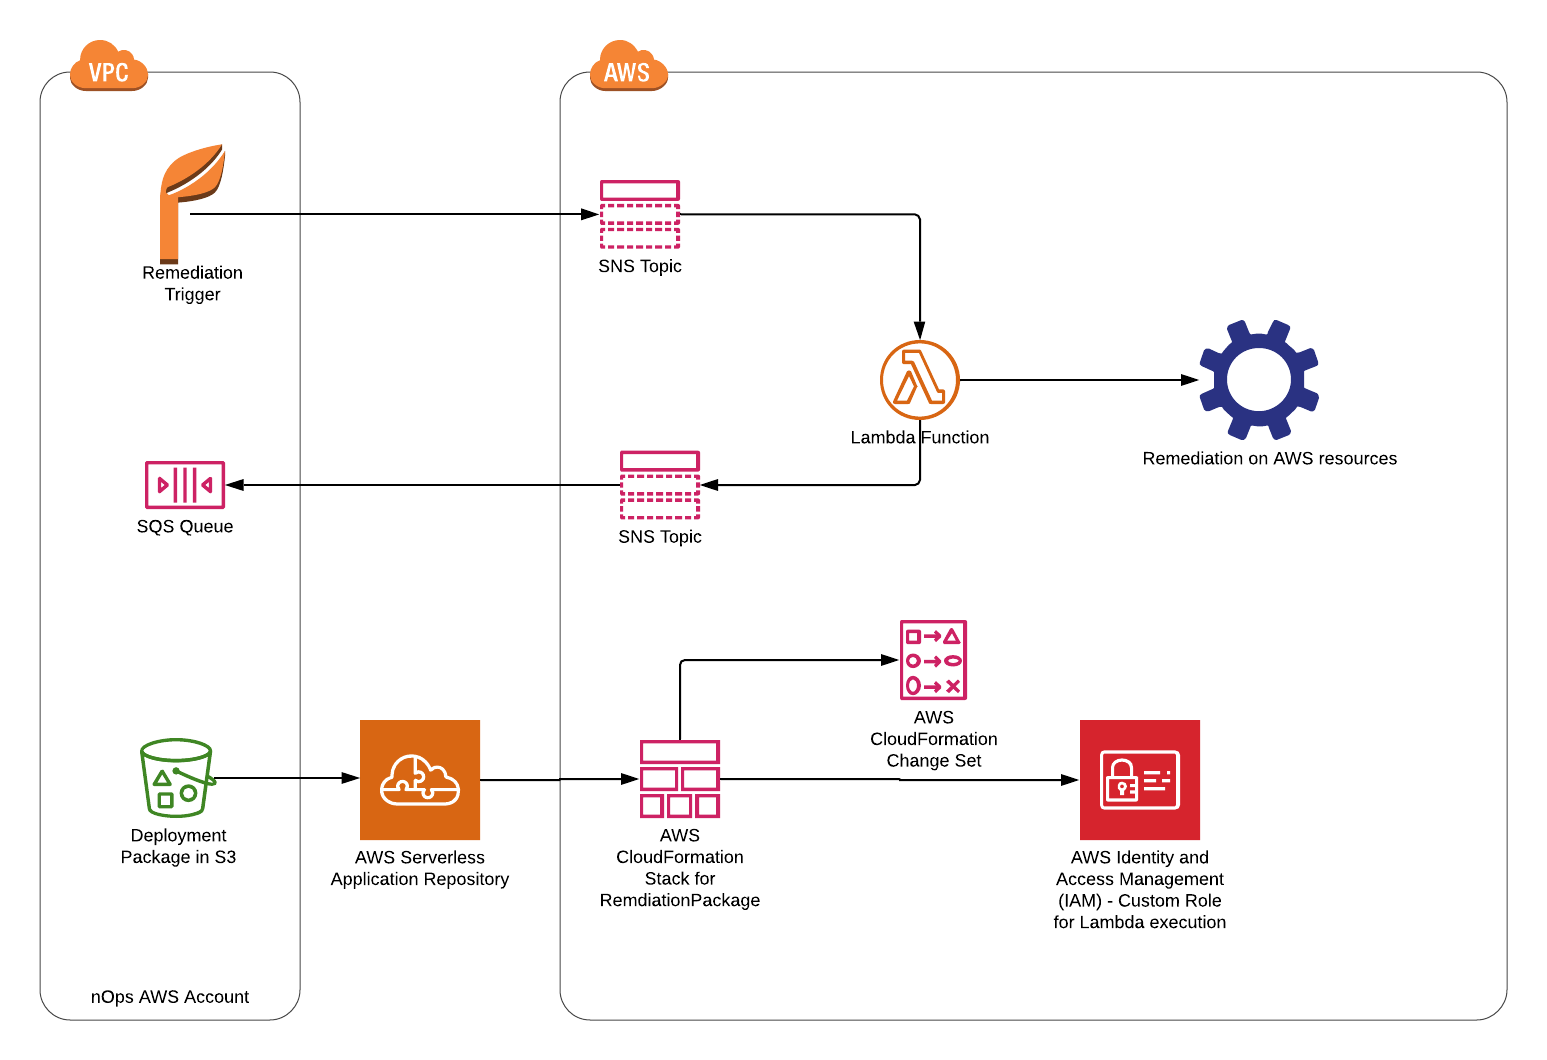 VPC
AWS
Remediation
Trigger
SNS Topic
Lambda Function
Remediation on AWS resources
SQS Queue
SNS Topic
AWS
CloudFormation
Change Set
Deployment
Package in S3
AWS Serverless
Application Repository
AWS
CloudFormation
Stack for
RemdiationPackage
AWS Identity and
Access Management
(IAM) - Custom Role
for Lambda execution
nOps AWS Account